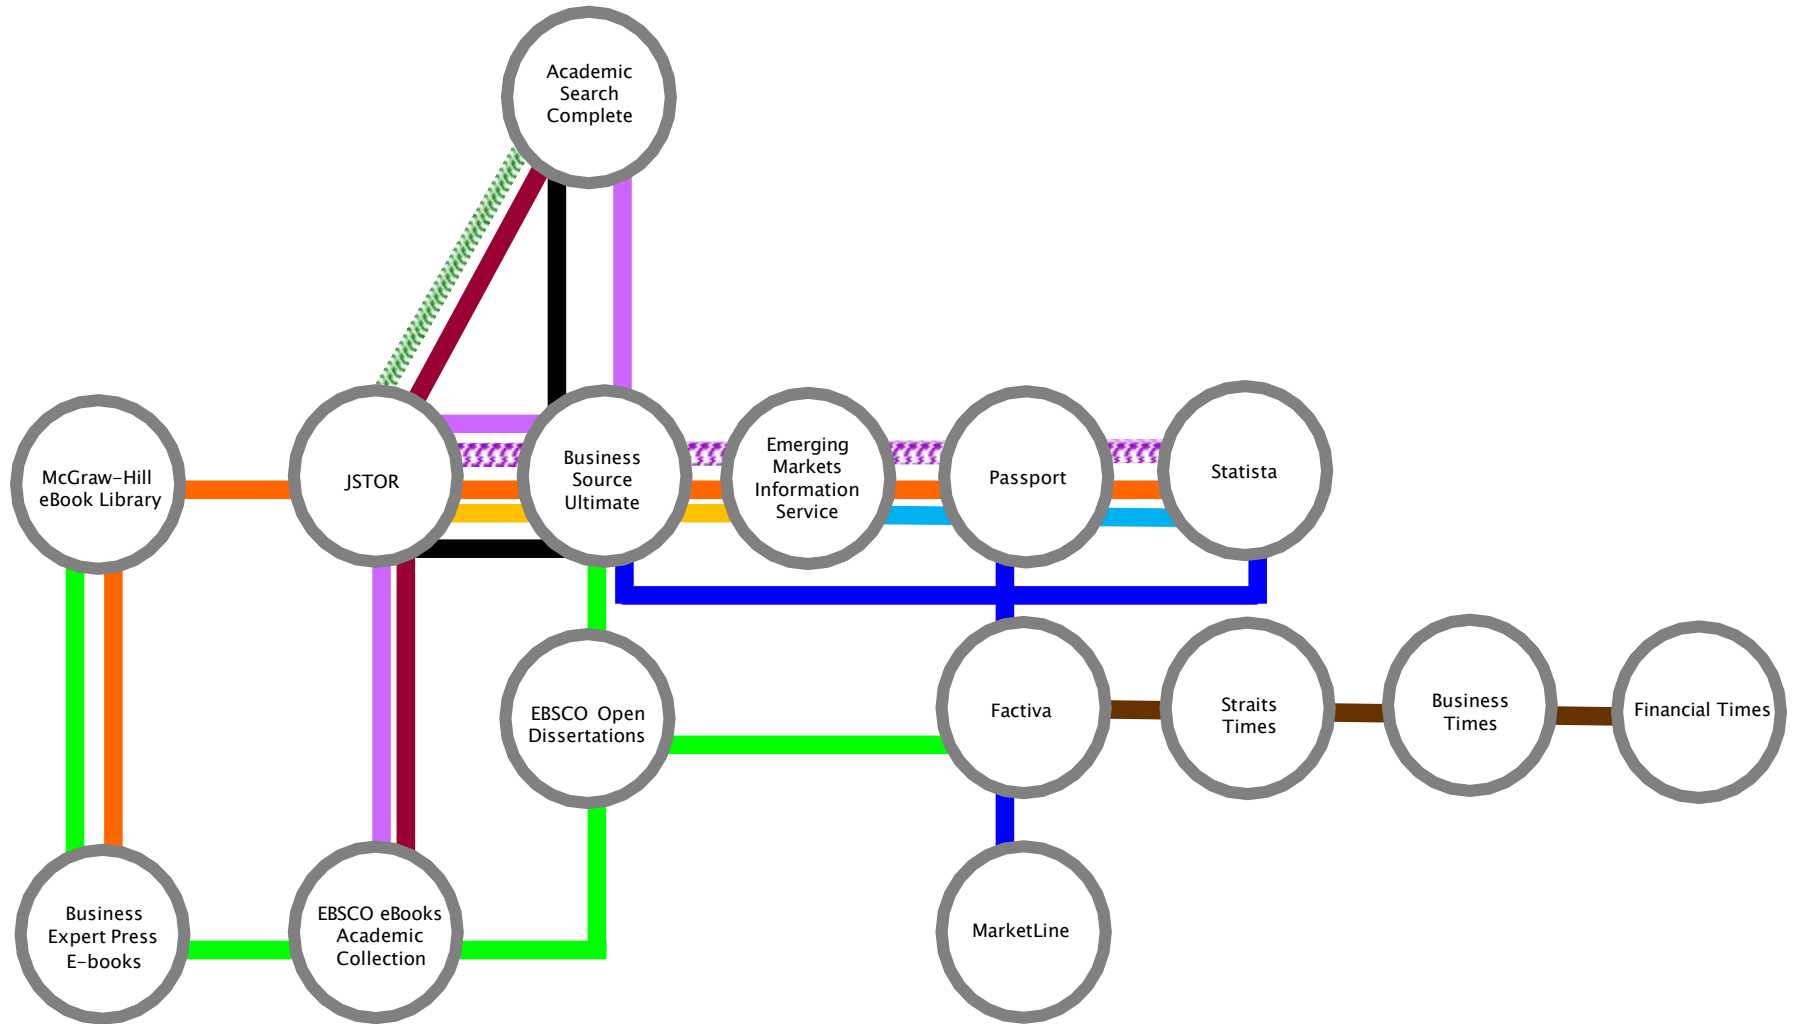 Academic
Search
Complete
McGraw-Hill
eBook Library
JSTOR
Business
Source
Ultimate
Emerging
Markets
Information
Service
Passport
Statista
EBSCO Open
Dissertations
Factiva
Straits
Times
Business
Times
Financial Times
Business
Expert Press
E-books
EBSCO eBooks
Academic
Collection
MarketLine